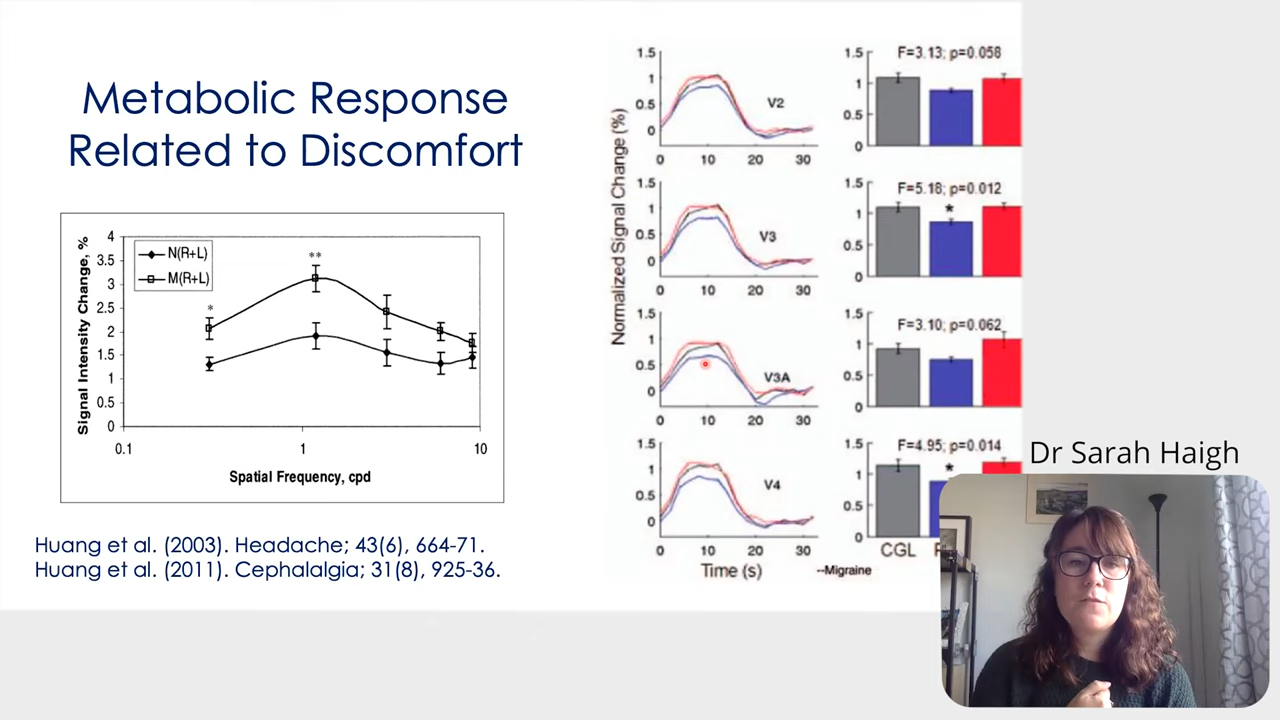 Metabolic Response
Related to Discomfort
Signal Intensity Change, %
4
3.5
3
2.5
2
1.5
1
0.5
0
N(R+L)
M(R+L)
*
**
0.1
1
10
Spatial Frequency, cpd
Huang et al. (2003). Headache; 43(6), 664-71.
Huang et al. (2011). Cephalalgia; 31(8), 925-36.
Normalized Signal Change (%)
1.5
1
0.5
0
V2
0 10 20 30
1.5
1
0.5
0
F=3.13; p=0.058
1.5
1
0.5
0
V3
0 10 20 30
1.5
1
0.5
0
F=5.18; p=0.012
*
1.5
1
0.5
0
V3A
0 10 20 30
1.5
1
0.5
0
F=3.10; p=0.062
1.5
1
0.5
0
V4
0 10 20 30
1.5
1
0.5
0
F=4.95; p=0.014
*
CGL
Time (s)
--Migraine
Dr Sarah Haigh